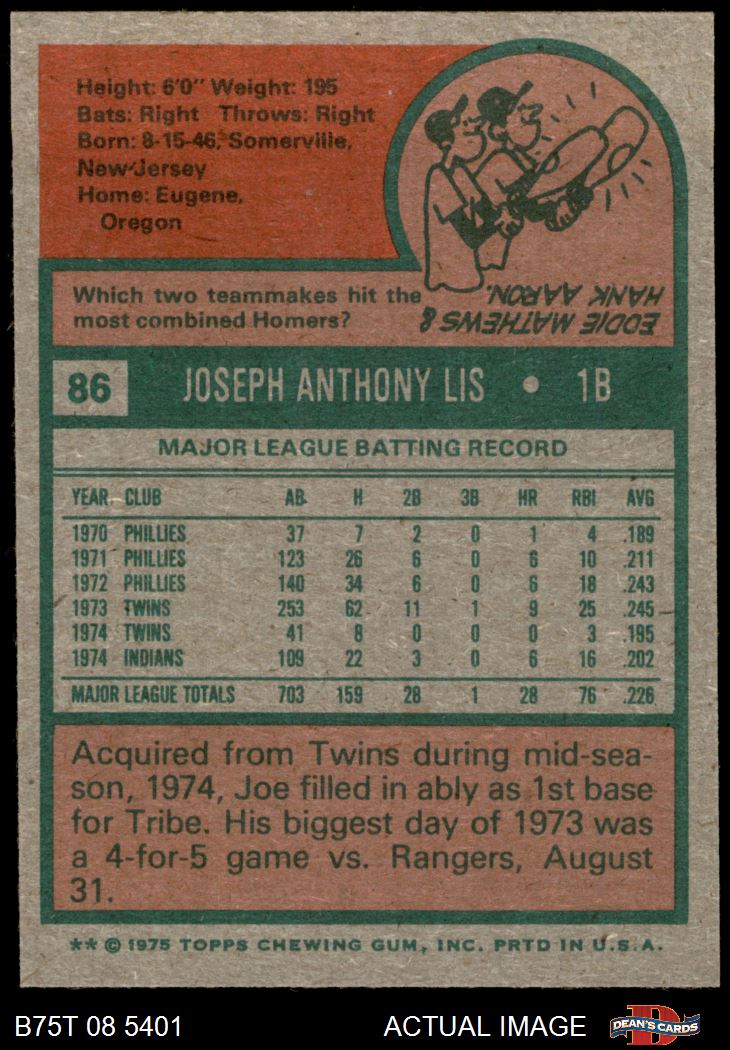 Height: 6'0" Weight: 195
Bats: Right Throws: Right
Born: 8-15-46, Somerville,
New Jersey
Home: Eugene,
Oregon
Which two teammakes hit the
most combined Homers?
EDDIE MATHEWS &
HANK AARON.
86 JOSEPH ANTHONY LIS • 1B
MAJOR LEAGUE BATTING RECORD
YEAR CLUB AB H 2B 3B HR RBI AVG
1970 PHILLIES 37 7 2 0 1 4 .189
1971 PHILLIES 123 26 6 0 6 10 .211
1972 PHILLIES 140 34 6 0 6 18 .243
1973 TWINS 253 62 11 1 9 25 .245
1974 TWINS 41 8 0 0 0 3 .195
1974 INDIANS 109 22 3 0 6 16 .202
MAJOR LEAGUE TOTALS 703 159 28 1 28 76 .226
Acquired from Twins during mid-sea-
son, 1974, Joe filled in ably as 1st base
for Tribe. His biggest day of 1973 was
a 4-for-5 game vs. Rangers, August
31.
** © 1975 TOPPS CHEWING GUM, INC. PRTD IN U.S.A.
B75T 08 5401 ACTUAL IMAGE DEAN'S CARDS